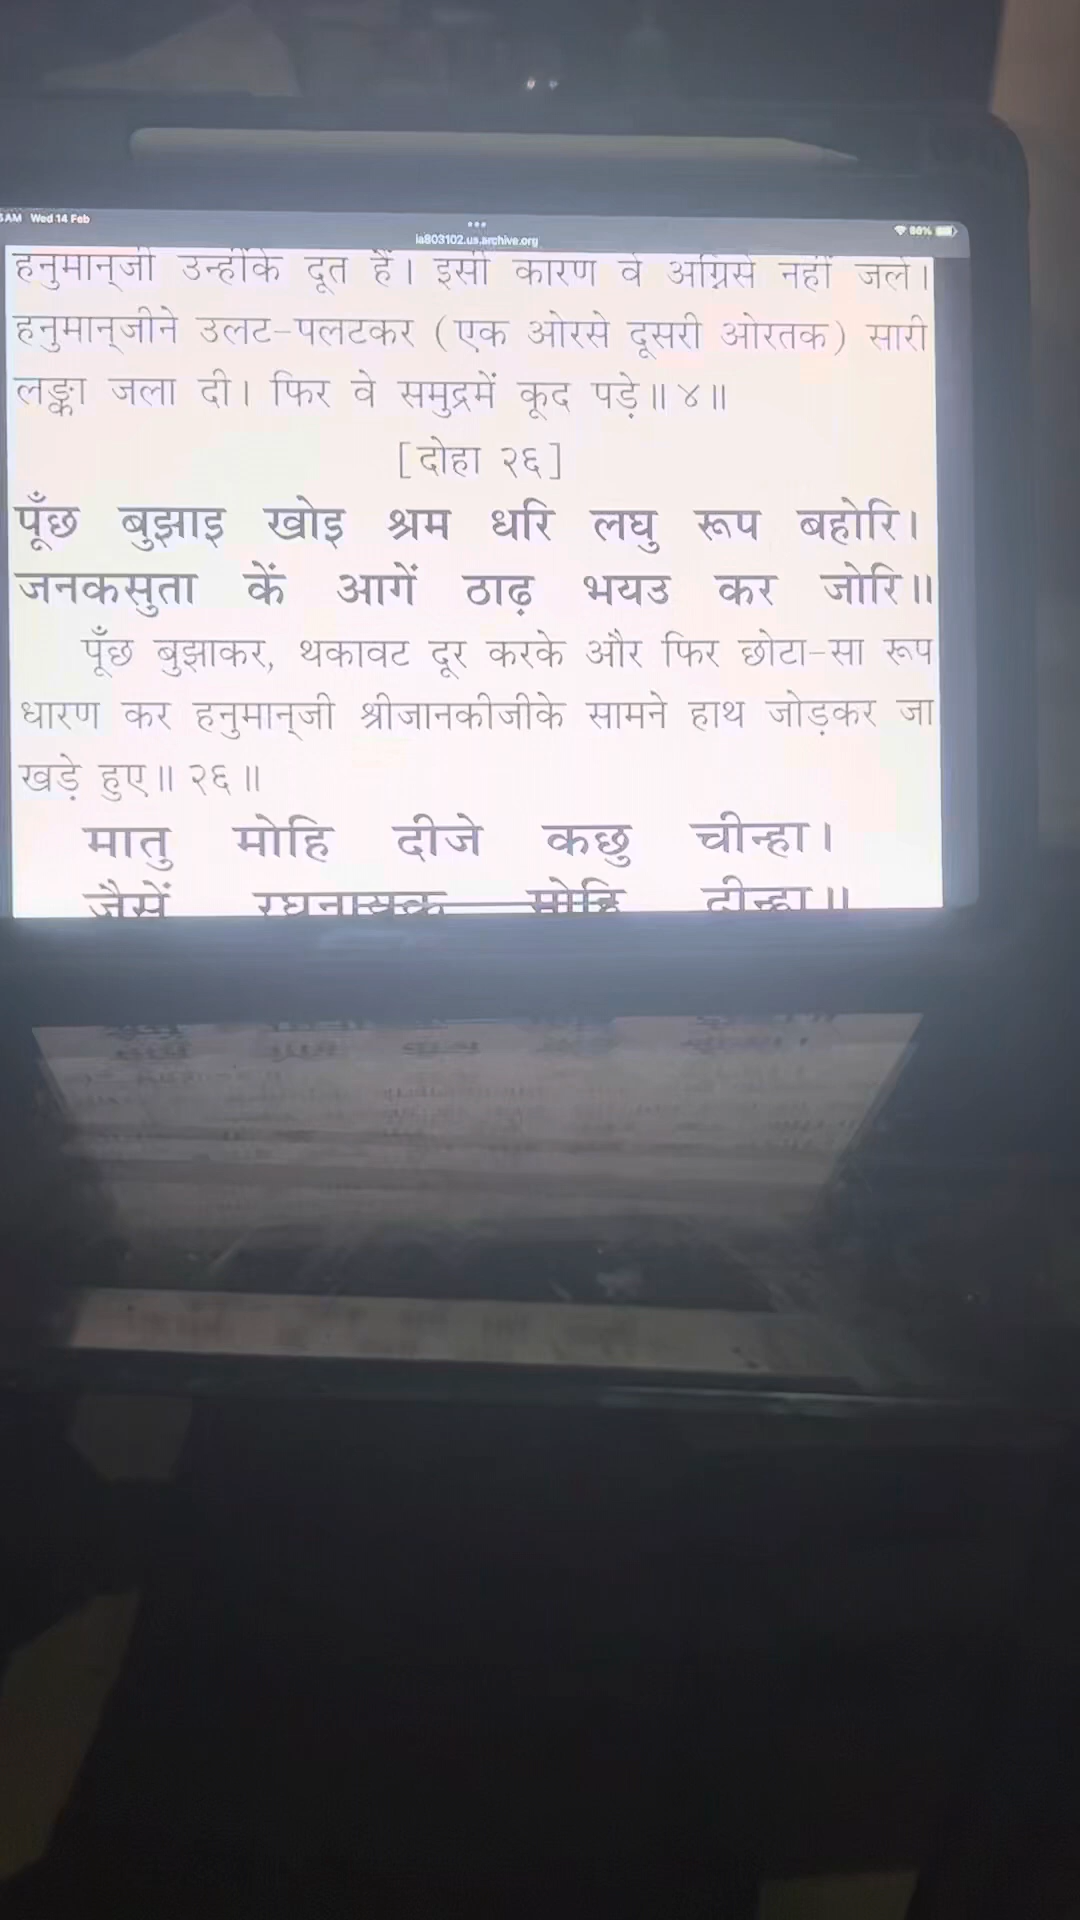 AM Wed 14 Feb
ia803102.us.archive.org
हनुमान्‌जी उन्हींके दूत हैं। इसी कारण वे अग्निसे नहीं जले।
हनुमान्‌जीने उलट-पलटकर (एक ओरसे दूसरी ओरतक) सारी
लङ्का जला दी। फिर वे समुद्रमें कूद पड़े॥४॥
[दोहा २६]
पूँछ बुझाइ खोइ श्रम धरि लघु रूप बहोरि।
जनकसुता कें आगें ठाढ़ भयउ कर जोरि॥
पूँछ बुझाकर, थकावट दूर करके और फिर छोटा-सा रूप
धारण कर हनुमान्‌जी श्रीजानकीजीके सामने हाथ जोड़कर जा
खड़े हुए॥ २६॥
मातु मोहि दीजे कछु चीन्हा।
जैसें रघुनायक मोहि दीन्हा॥